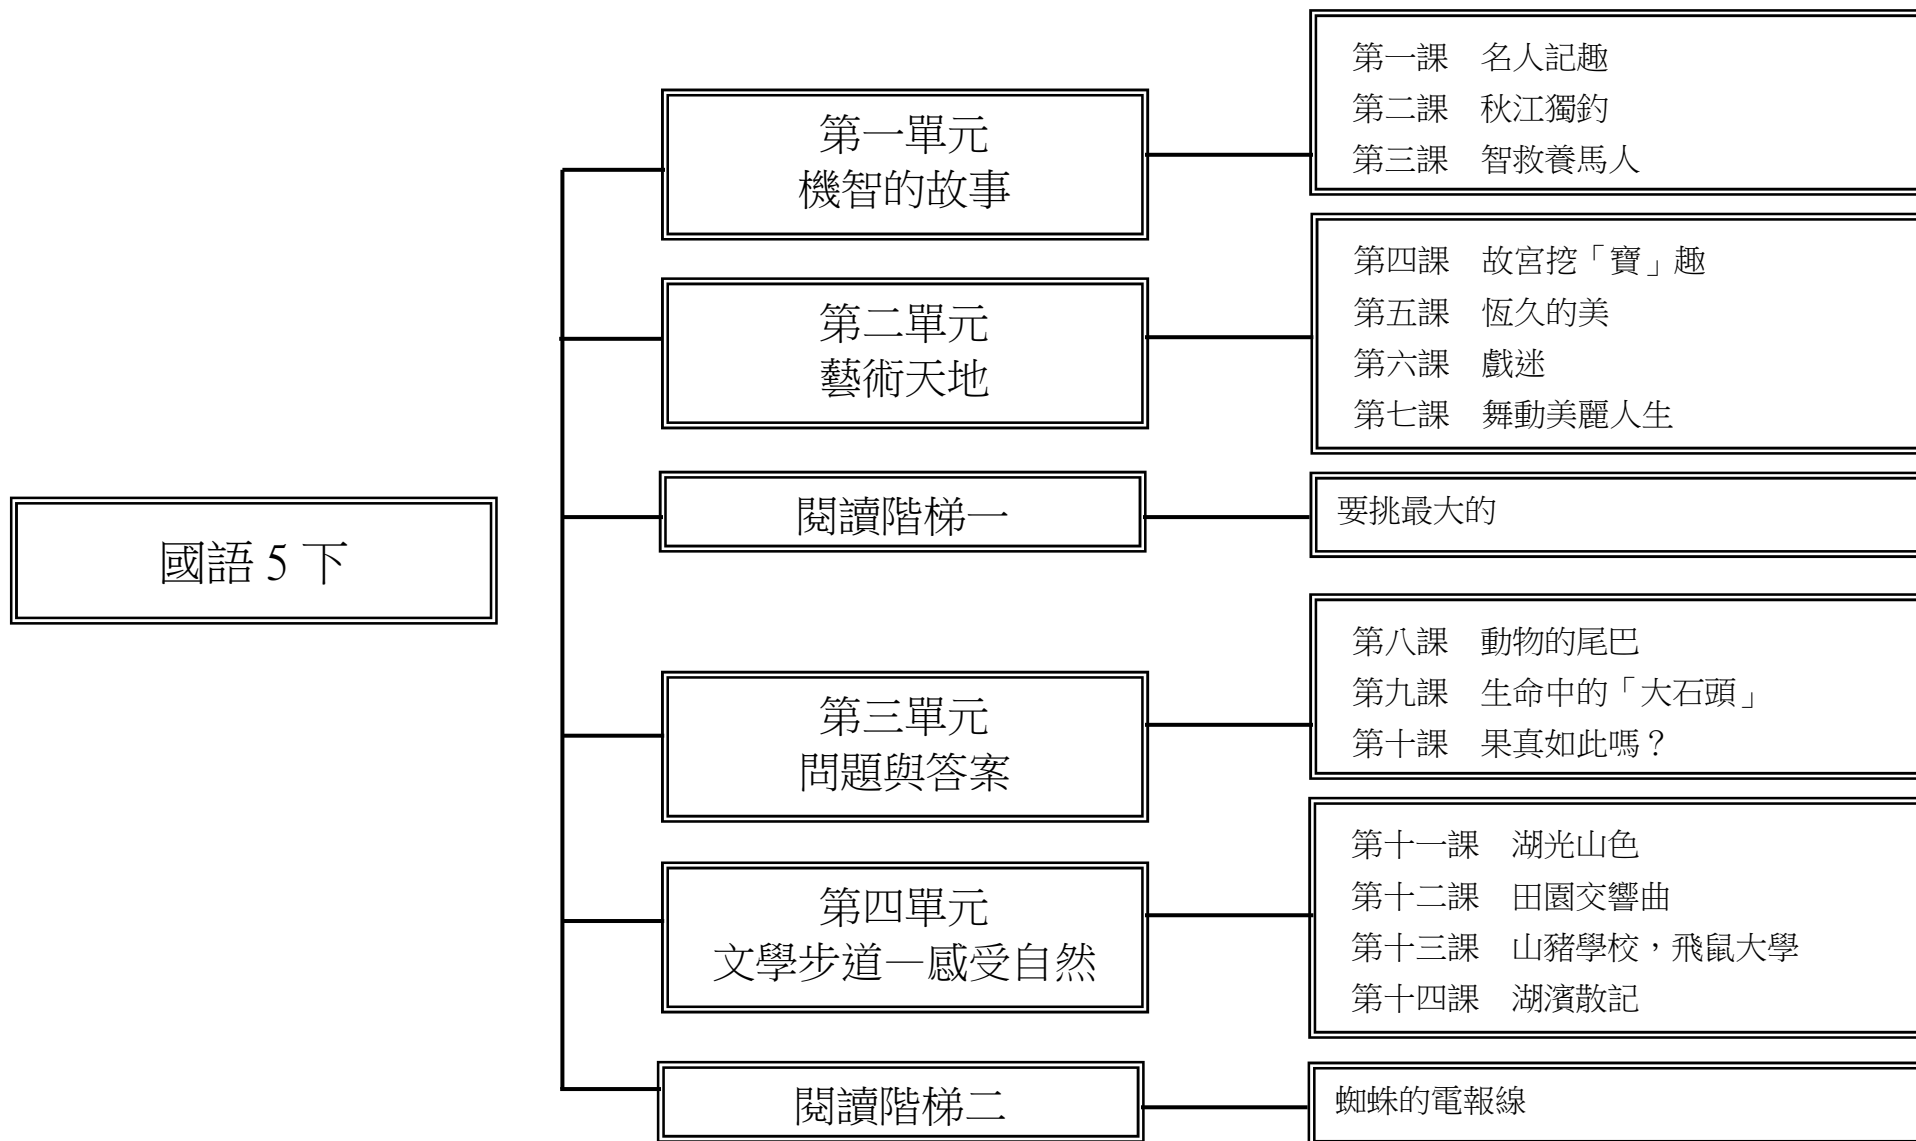 國語 5 下
第一單元
機智的故事
第一課　名人記趣
第二課　秋江獨釣
第三課　智救養馬人
第二單元
藝術天地
第四課　故宮挖「寶」趣
第五課　恆久的美
第六課　戲迷
第七課　舞動美麗人生
閱讀階梯一
要挑最大的
第三單元
問題與答案
第八課　動物的尾巴
第九課　生命中的「大石頭」
第十課　果真如此嗎？
第四單元
文學步道—感受自然
第十一課　湖光山色
第十二課　田園交響曲
第十三課　山豬學校，飛鼠大學
第十四課　湖濱散記
閱讀階梯二
蜘蛛的電報線